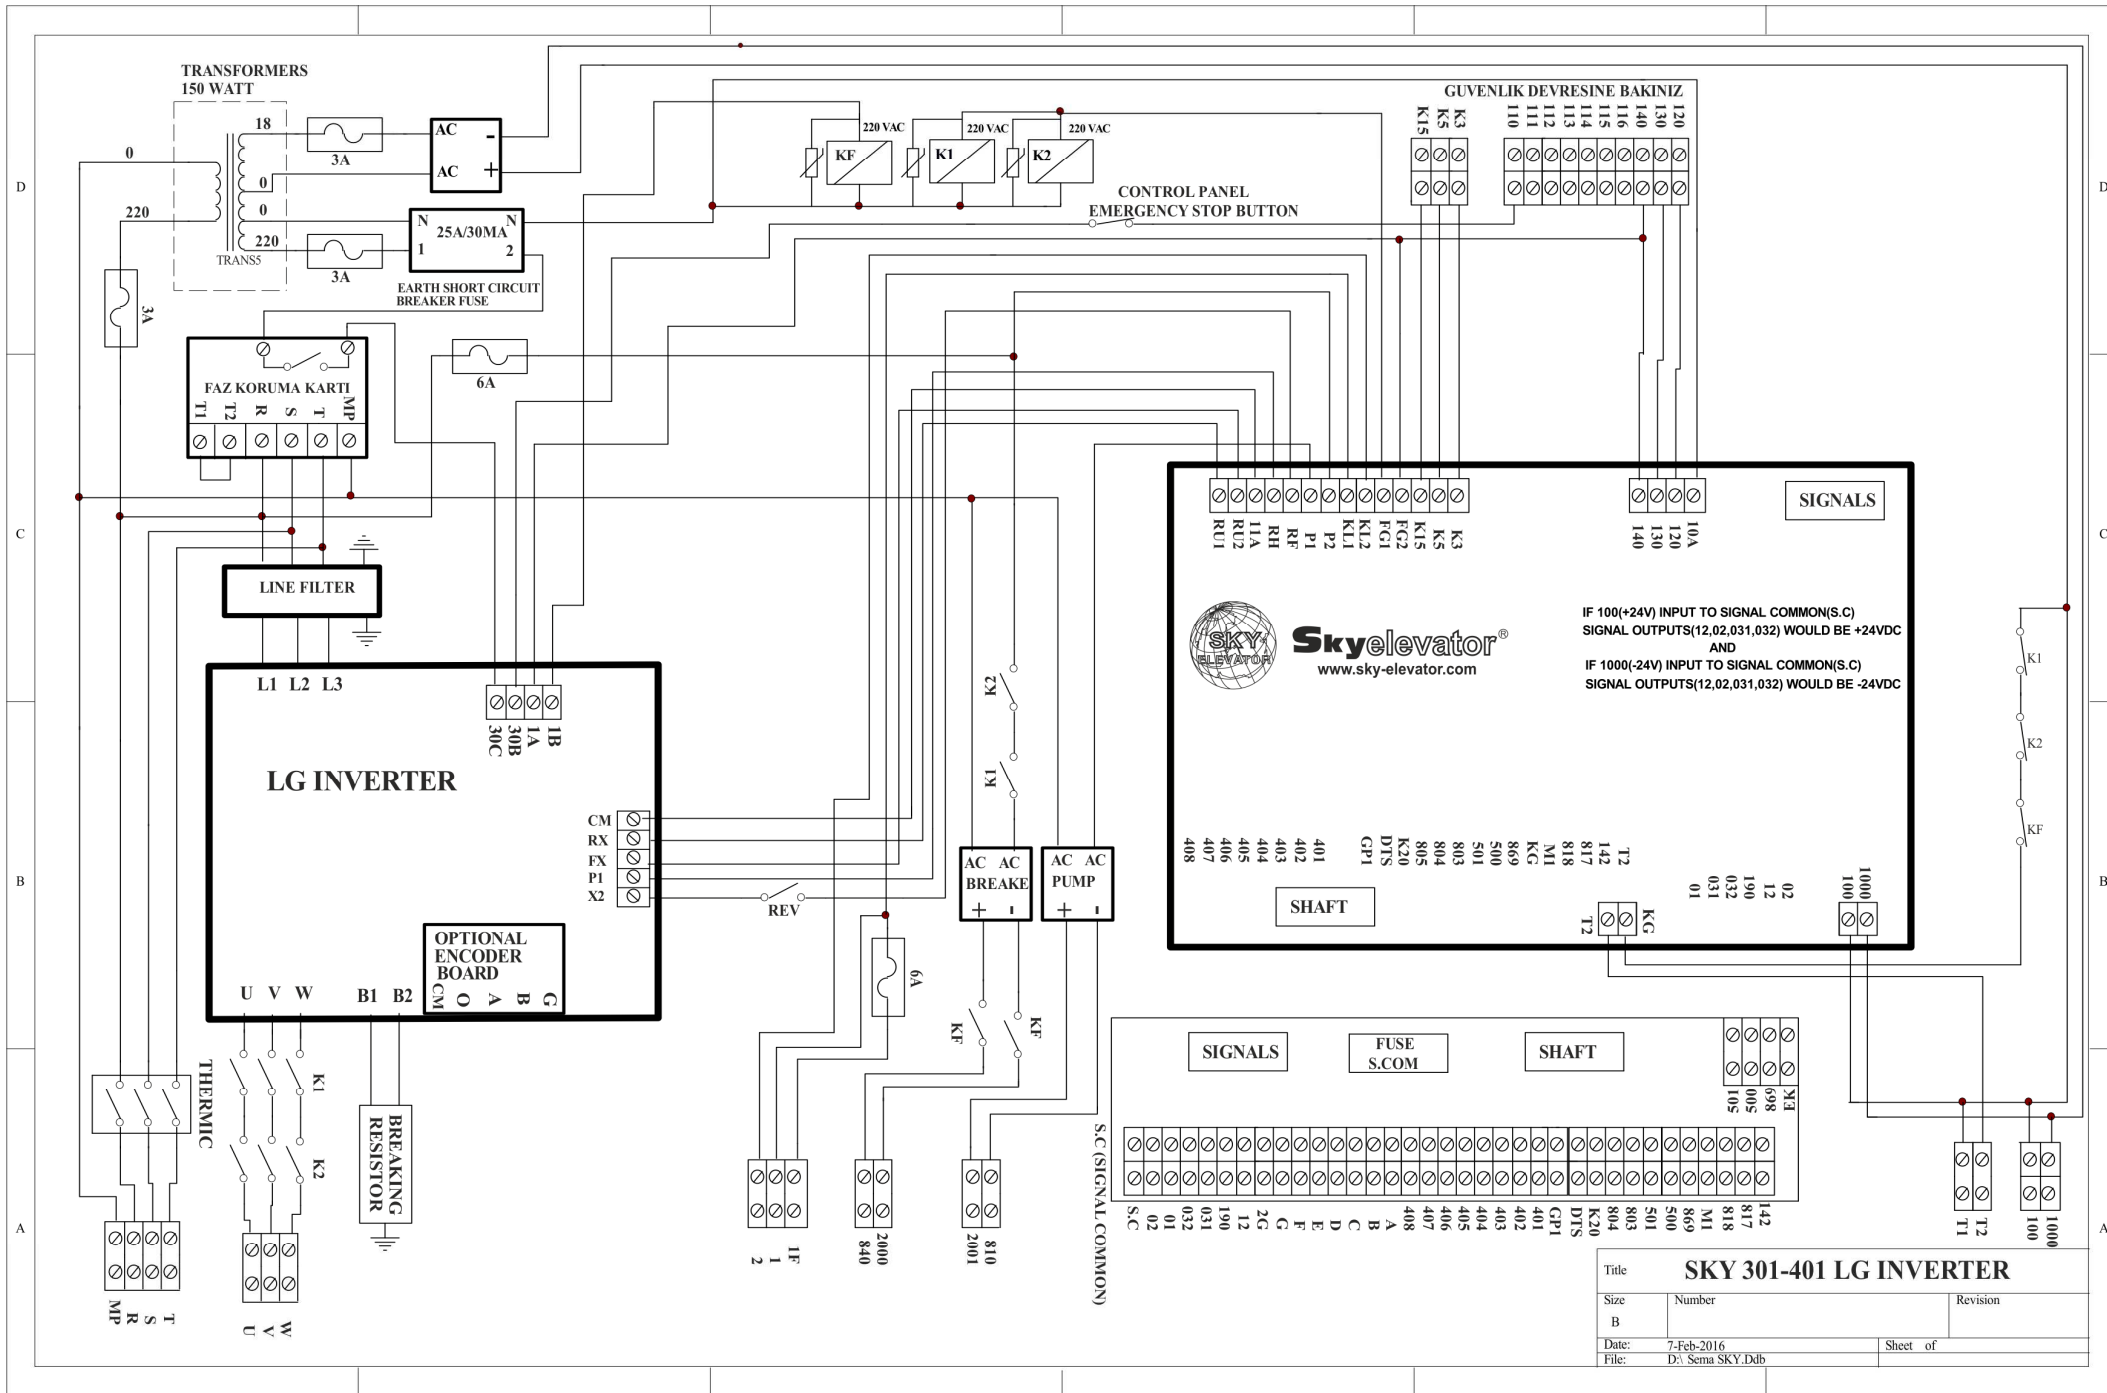 TRANSFORMERS
150 WATT
0
220
18
0
0
220
TRANS5
3A
3A
3A
AC
-
AC
+
N
N
25A/30MA
1
2
EARTH SHORT CIRCUIT
BREAKER FUSE
KF
220 VAC
K1
220 VAC
K2
220 VAC
CONTROL PANEL
EMERGENCY STOP BUTTON
GUVENLIK DEVRESINE BAKINIZ
K15
K5
K3
110
111
112
113
114
115
116
140
130
120
D
D
FAZ KORUMA KARTI
T1
T2
R
S
T
MP
6A
C
C
LINE FILTER
L1 L2 L3
30C
30B
1A
1B
LG INVERTER
CM
RX
FX
P1
X2
REV
OPTIONAL
ENCODER
BOARD
CM
O
A
B
G
U V W
B1 B2
RU1
RU2
11A
RH
RF
P1
P2
KL1
KL2
FG1
FG2
K15
K5
K3
140
130
120
10A
SIGNALS
SKY
ELEVATOR
Skyelevator®
www.sky-elevator.com
IF 100(+24V) INPUT TO SIGNAL COMMON(S.C)
SIGNAL OUTPUTS(12,02,031,032) WOULD BE +24VDC
AND
IF 1000(-24V) INPUT TO SIGNAL COMMON(S.C)
SIGNAL OUTPUTS(12,02,031,032) WOULD BE -24VDC
K1
K2
KF
K2
K1
AC AC
BREAKE
+ -
AC AC
PUMP
+ -
408
407
406
405
404
403
402
401
GP1
DTS
K20
805
804
803
501
500
869
KG
M1
818
817
142
T2
01
031
032
190
12
02
100
1000
SHAFT
T2
KG
B
B
6A
KF
KF
THERMIC
K1
K2
BREAKING
RESISTOR
SIGNALS
FUSE
S.COM
SHAFT
501
500
869
EK
S.C (SIGNAL COMMON)
S.C
02
01
032
031
190
12
2G
G
F
E
D
C
B
A
408
407
406
405
404
403
402
401
GP1
DTS
K20
804
803
501
500
869
M1
818
817
142
T1
T2
100
1000
A
A
MP
R
S
T
U
V
W
2
1
1F
840
2000
2001
810
Title
SKY 301-401 LG INVERTER
Size
Number
Revision
B
Date:
7-Feb-2016
Sheet of
File:
D:\ Sema SKY.Ddb